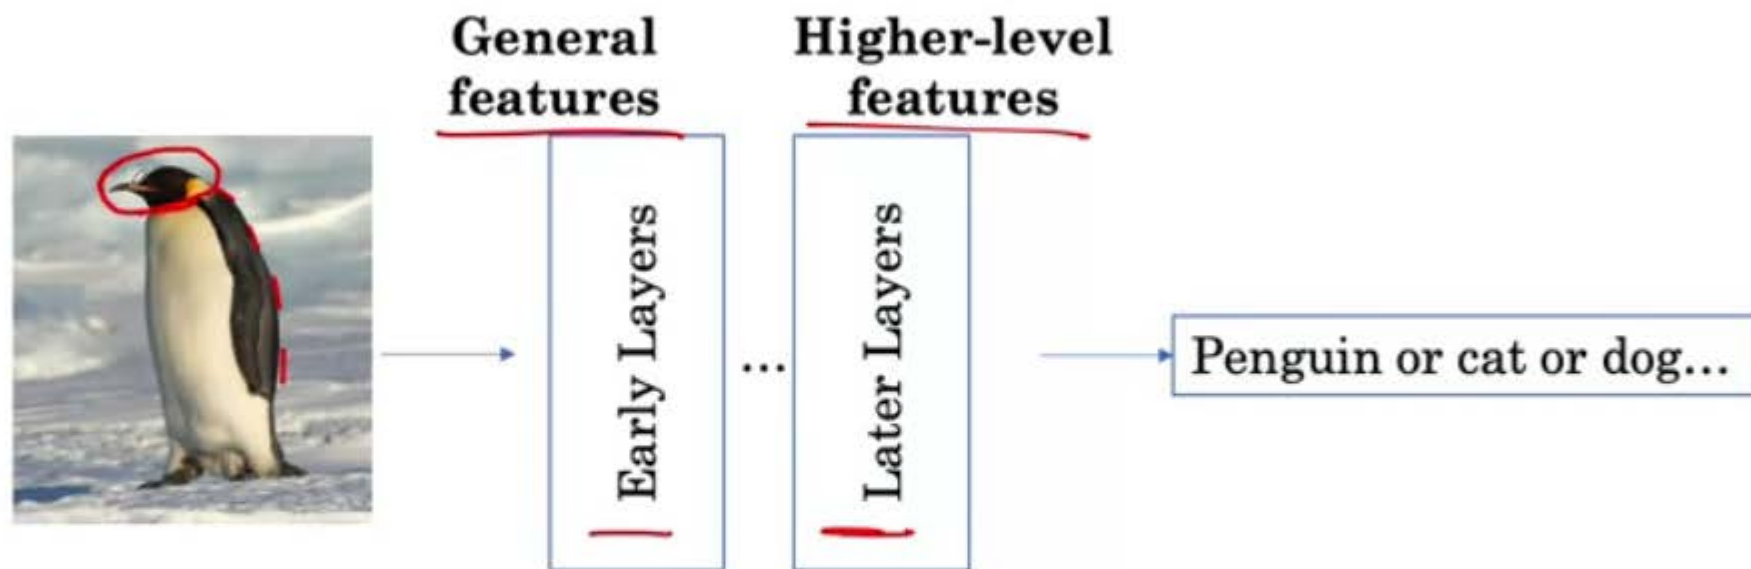 General
features
Higher-level
features
Early Layers
...
Later Layers
Penguin or cat or dog...